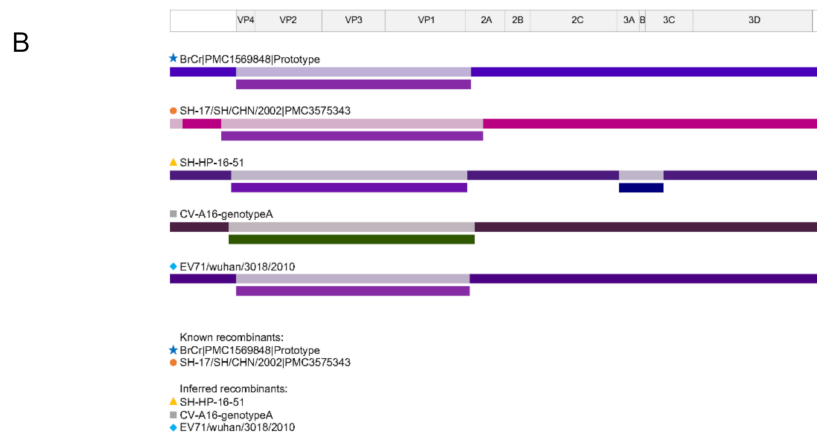 B
VP4 VP2 VP3 VP1 2A 2B 2C 3A B 3C 3D
BrCr|PMC1569848|Prototype
SH-17/SH/CHN/2002|PMC3575343
SH-HP-16-51
CV-A16-genotypeA
EV71/wuhan/3018/2010
Known recombinants:
BrCr|PMC1569848|Prototype
SH-17/SH/CHN/2002|PMC3575343
Inferred recombinants:
SH-HP-16-51
CV-A16-genotypeA
EV71/wuhan/3018/2010